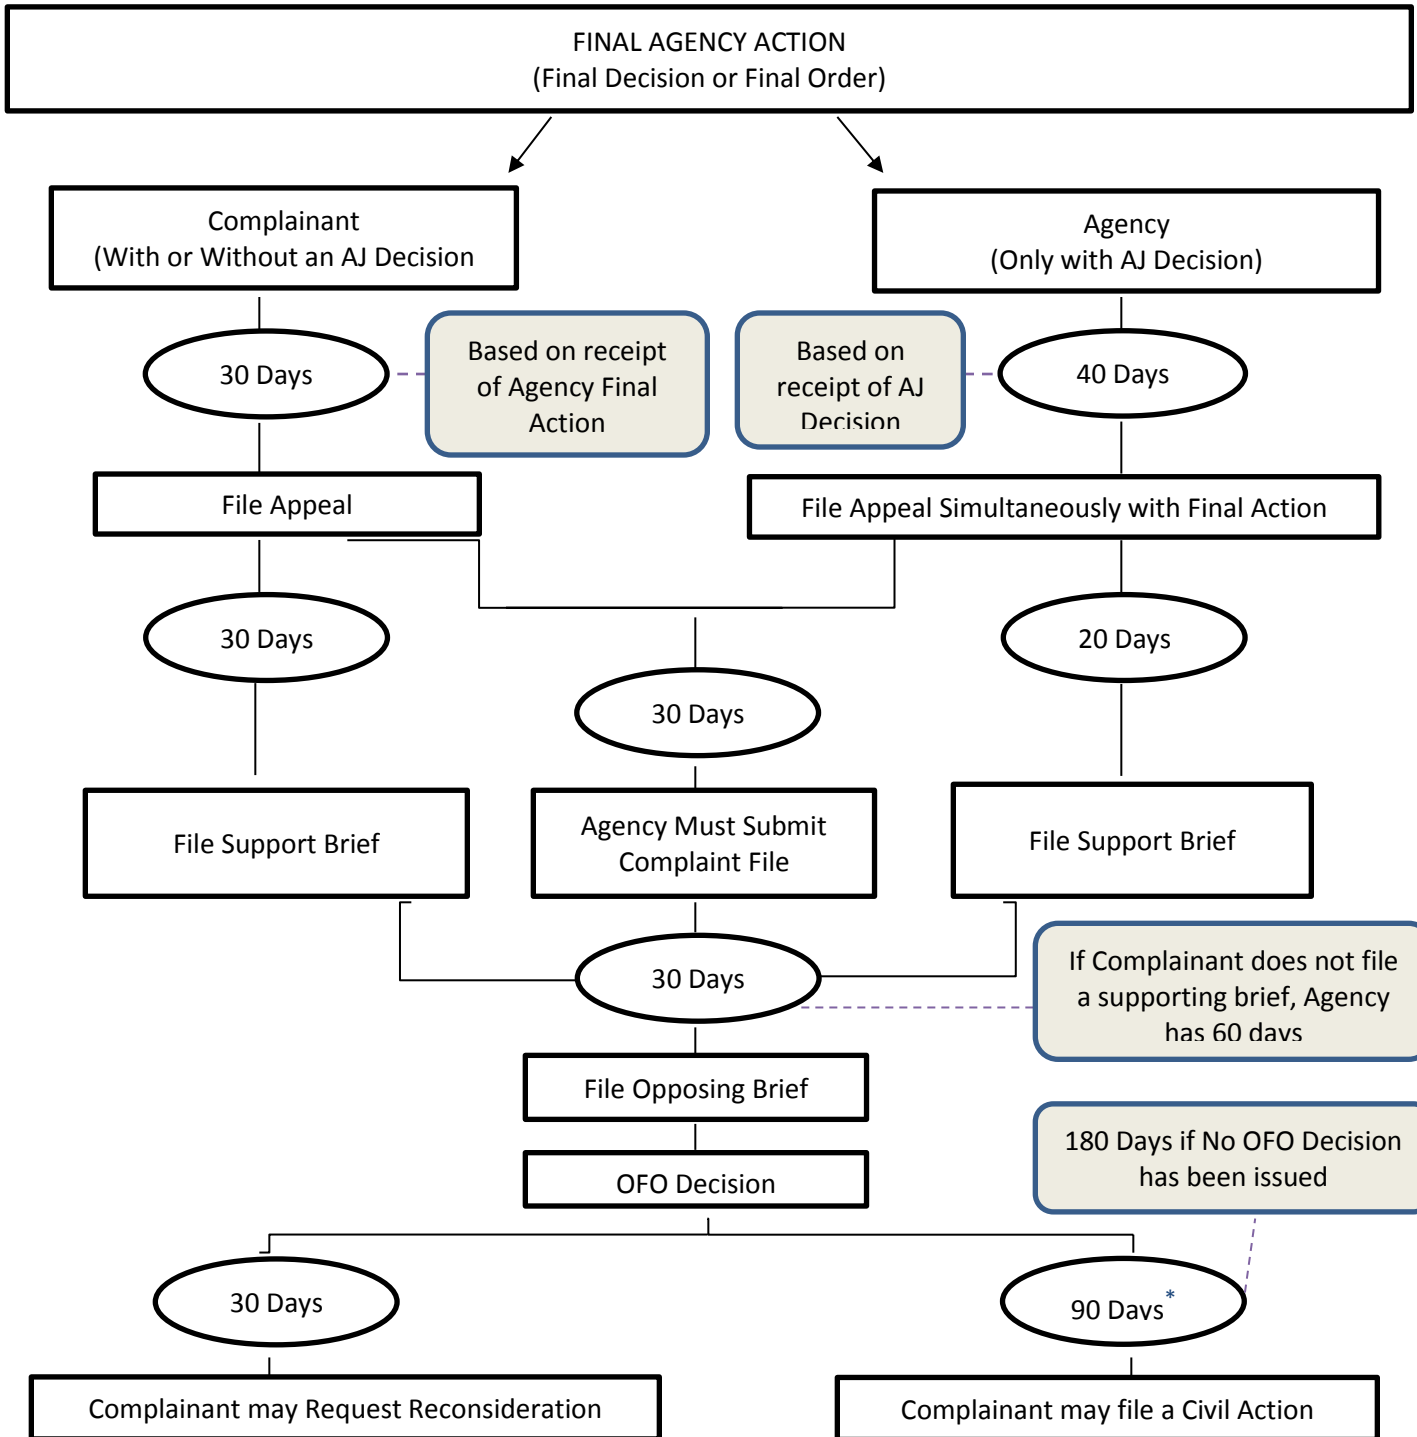 FINAL AGENCY ACTION
(Final Decision or Final Order)
Complainant
(With or Without an AJ Decision
Agency
(Only with AJ Decision)
30 Days
Based on receipt
of Agency Final
Action
Based on
receipt of AJ
Decision
40 Days
File Appeal
File Appeal Simultaneously with Final Action
30 Days
20 Days
30 Days
File Support Brief
Agency Must Submit
Complaint File
File Support Brief
30 Days
If Complainant does not file
a supporting brief, Agency
has 60 days
File Opposing Brief
180 Days if No OFO Decision
has been issued
OFO Decision
30 Days
90 Days*
Complainant may Request Reconsideration
Complainant may file a Civil Action